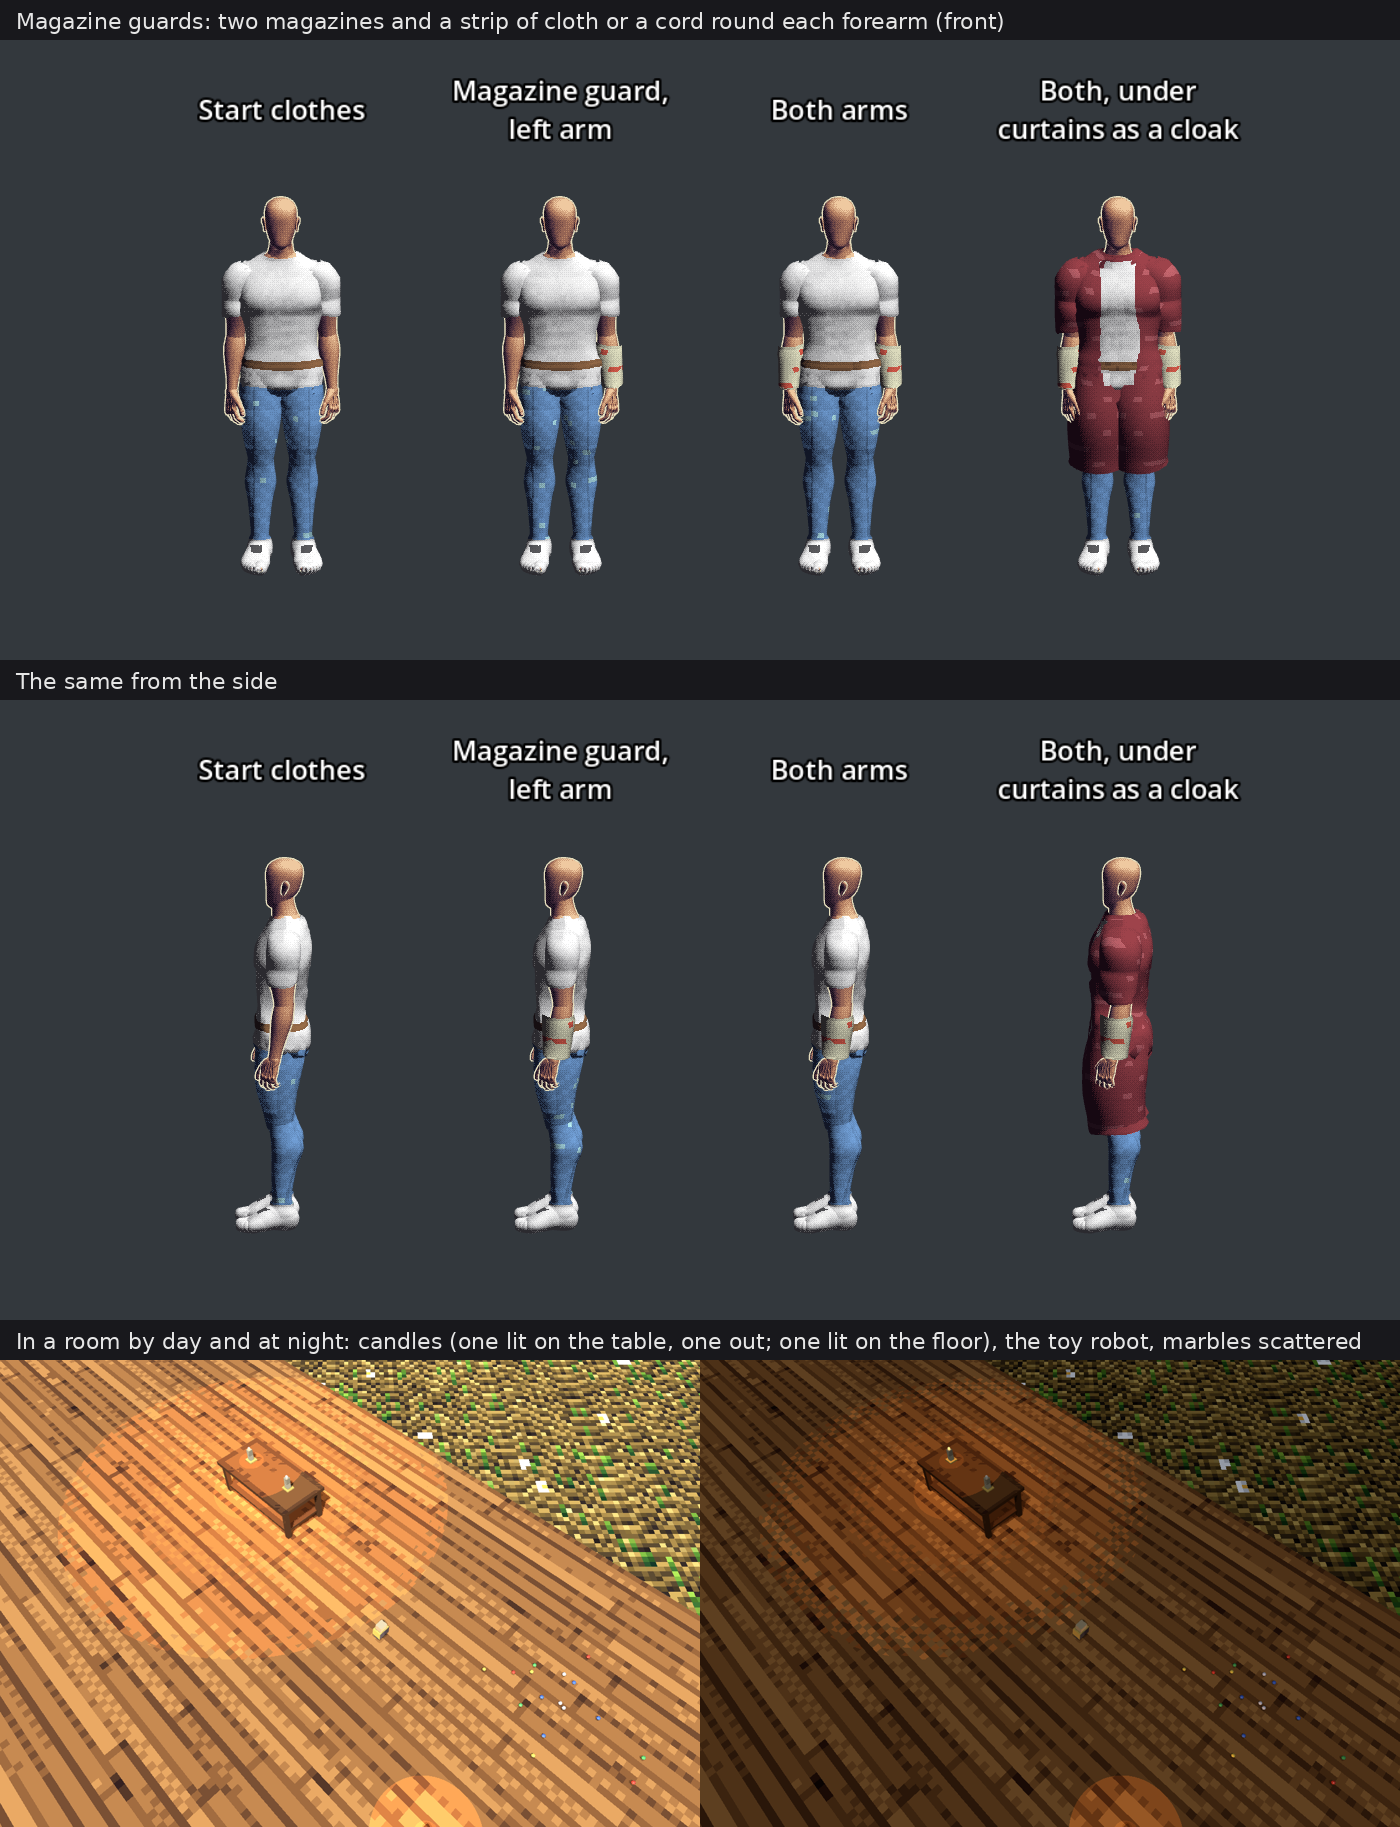 Magazine guards: two magazines and a strip of cloth or a cord round each forearm (front)
Start clothes
Magazine guard,
left arm
Both arms
Both, under
curtains as a cloak
The same from the side
Start clothes
Magazine guard,
left arm
Both arms
Both, under
curtains as a cloak
In a room by day and at night: candles (one lit on the table, one out; one lit on the floor), the toy robot, marbles scattered